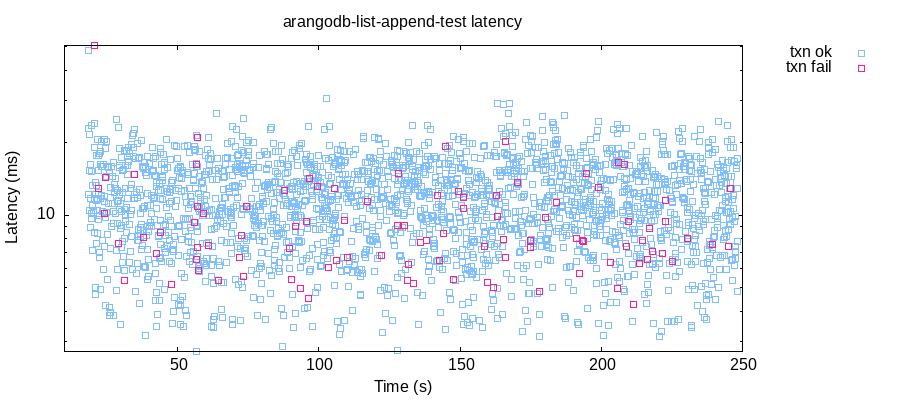 arangodb-list-append-test latency
txn ok
txn fail
Latency (ms)
10
50 100 150 200 250
Time (s)